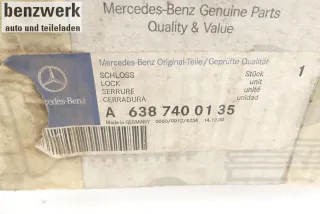 benzwerk
auto und teileladen
Mercedes-Benz Genuine Parts
Quality & Value
Mercedes-Benz Original-Teile/Geprüfte Qualität
SCHLOSS
LOCK
SERRURE
CERRADURA
Stück
unit
unité
unidad
1
Mercedes-Benz
A 638 740 01 35
Made in GERMANY